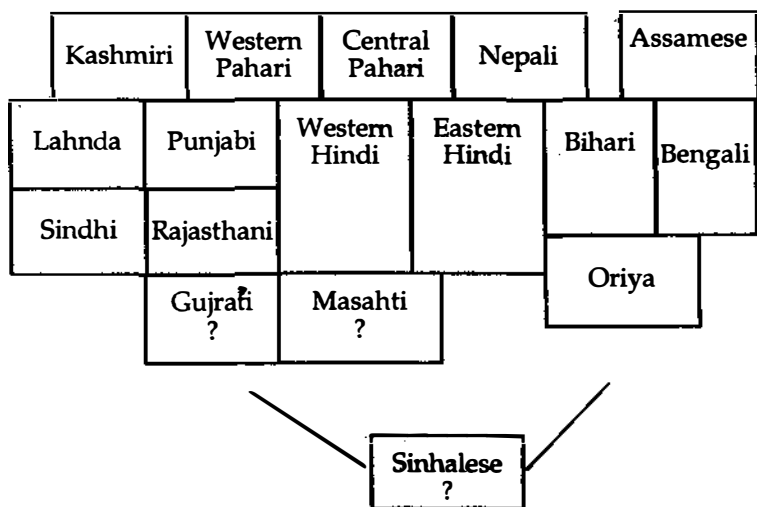 Kashmiri
Western
Pahari
Central
Pahari
Nepali
Assamese
Lahnda
Punjabi
Western
Hindi
Eastern
Hindi
Bihari
Bengali
Sindhi
Rajasthani
Oriya
Gujrati
?
Masahti
?
Sinhalese
?